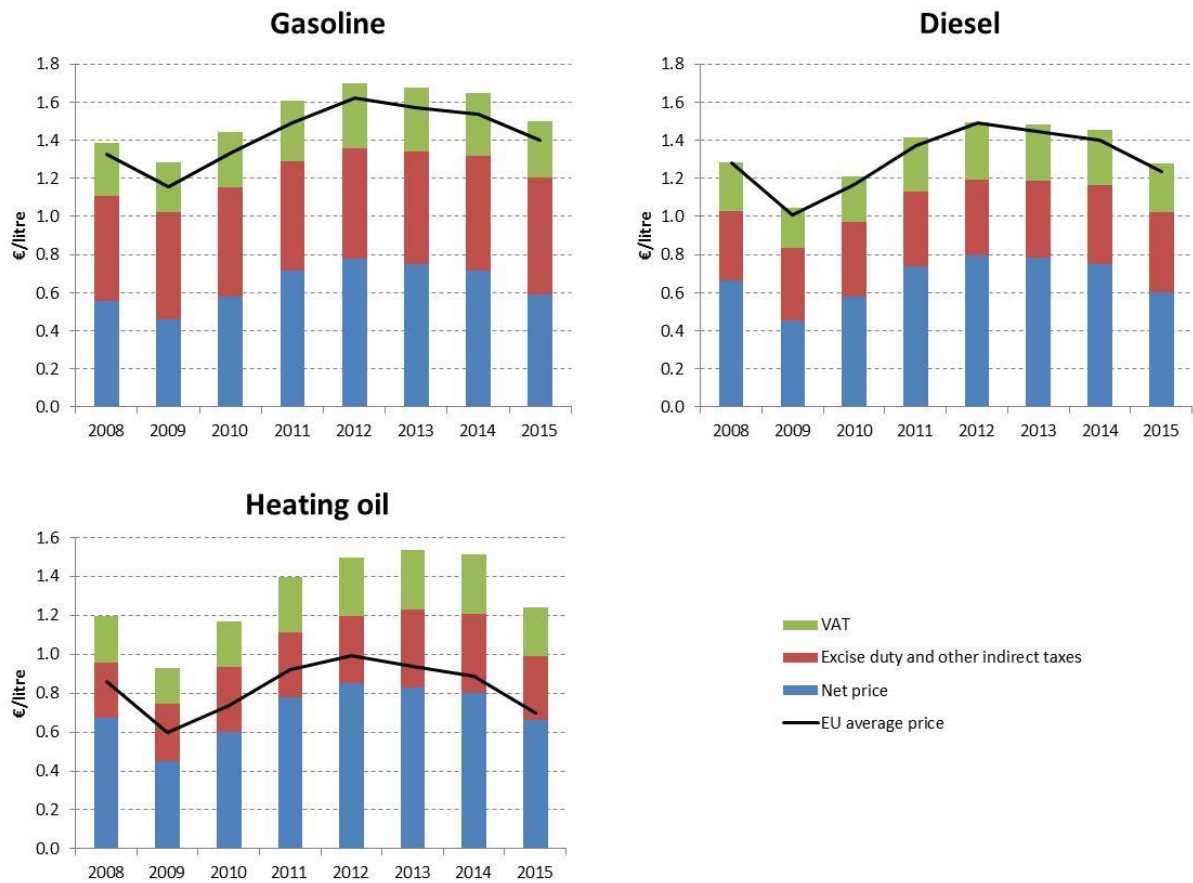 Gasoline
1.8
1.6
1.4
1.2
1.0
0.8
0.6
0.4
0.2
0.0
€/litre
2008 2009 2010 2011 2012 2013 2014 2015
Diesel
1.8
1.6
1.4
1.2
1.0
0.8
0.6
0.4
0.2
0.0
€/litre
2008 2009 2010 2011 2012 2013 2014 2015
Heating oil
1.6
1.4
1.2
1.0
0.8
0.6
0.4
0.2
0.0
€/litre
2008 2009 2010 2011 2012 2013 2014 2015
VAT
Excise duty and other indirect taxes
Net price
EU average price